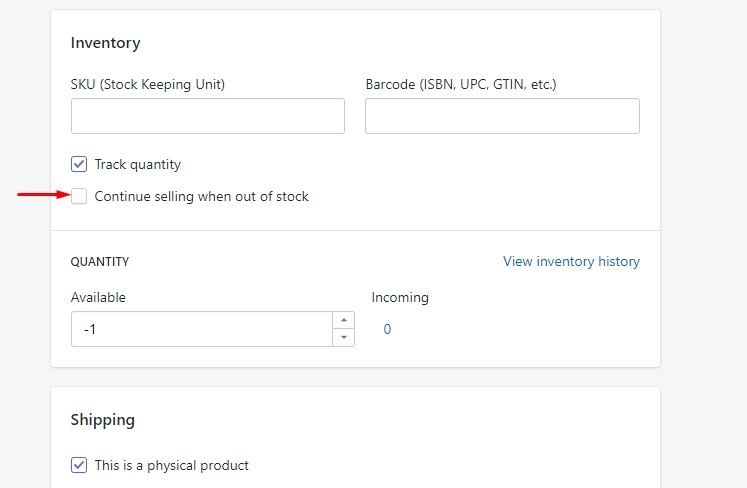 Inventory
SKU (Stock Keeping Unit) Barcode (ISBN, UPC, GTIN, etc.)
Track quantity
Continue selling when out of stock
QUANTITY View inventory history
Available Incoming
-1 0
Shipping
This is a physical product